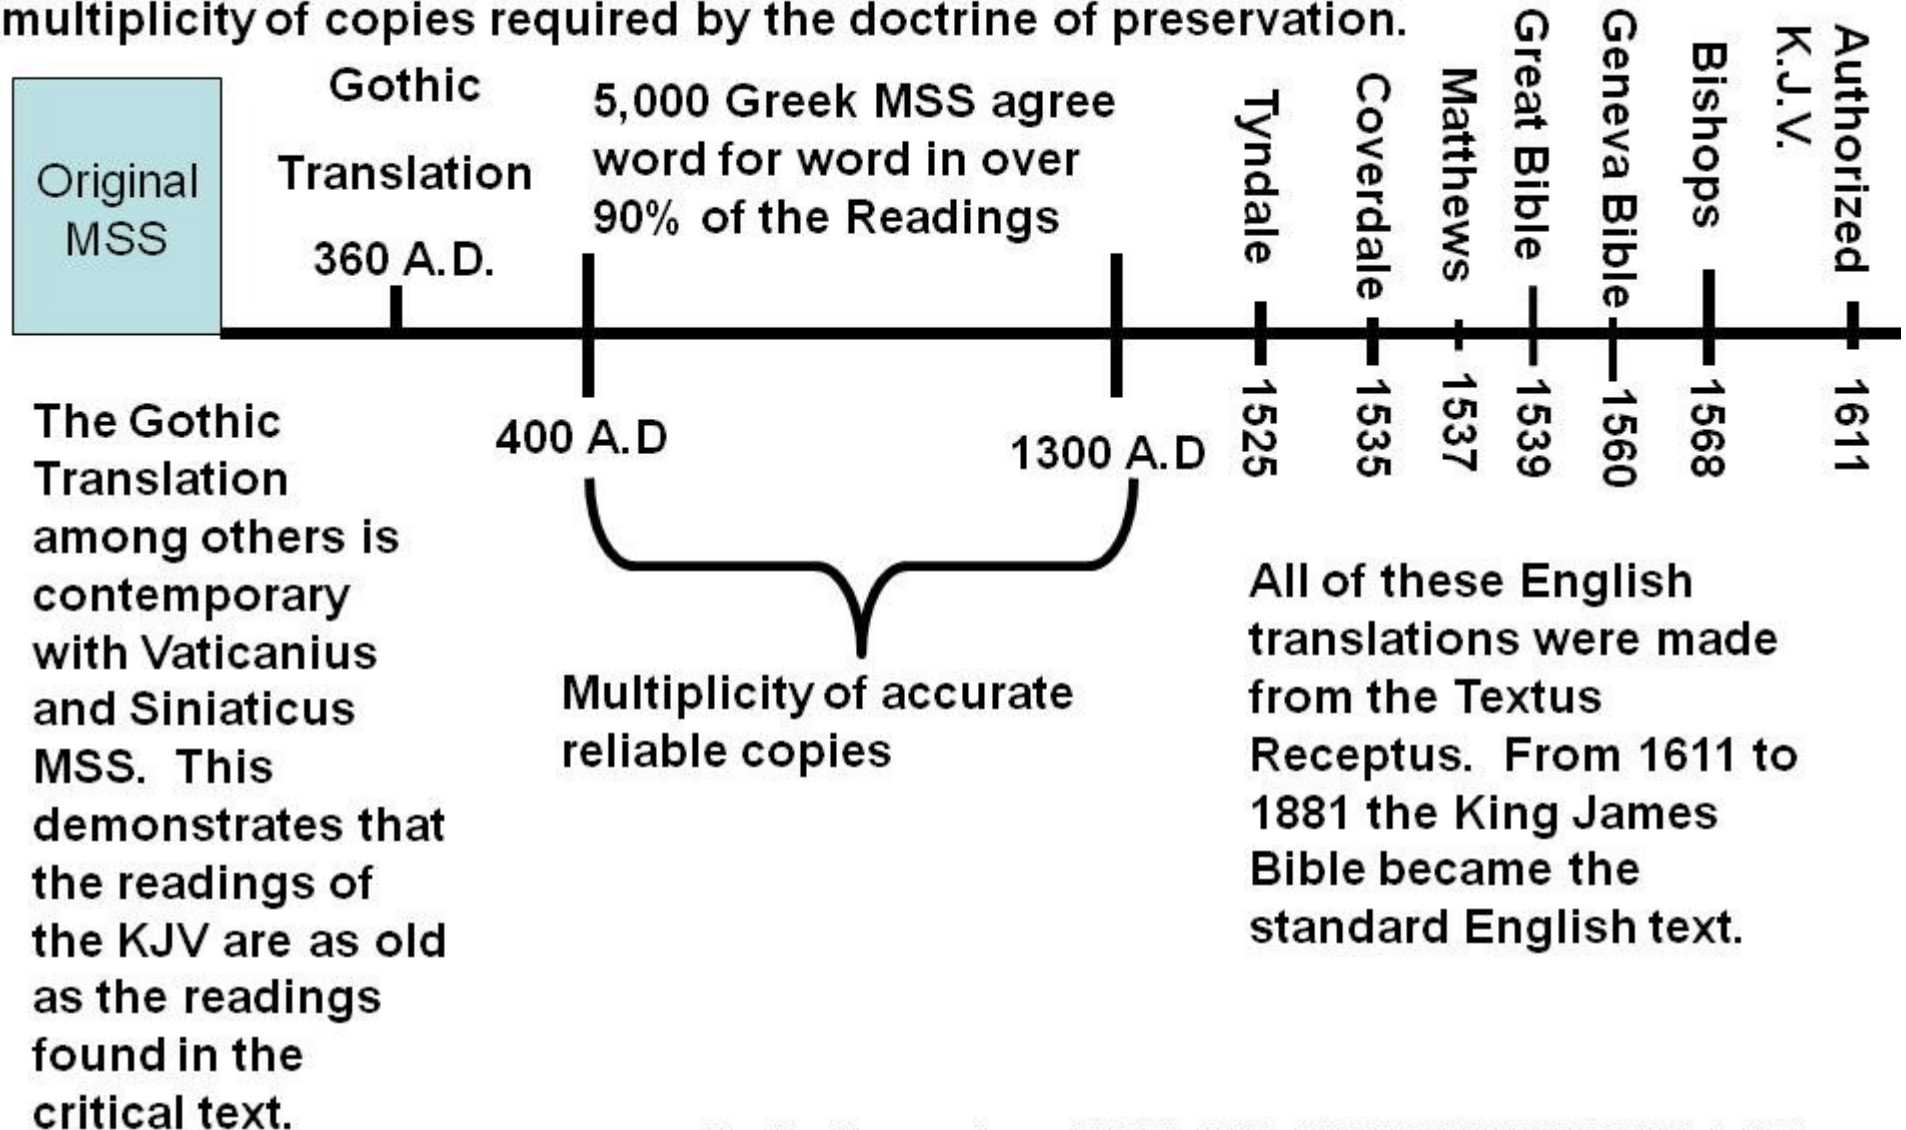 multiplicity of copies required by the doctrine of preservation.
Original
MSS
Gothic
Translation
360 A.D.
5,000 Greek MSS agree
word for word in over
90% of the Readings
Tyndale
Coverdale
Matthews
Great Bible
Geneva Bible
Bishops
K.J.V.
Authorized
400 A.D
1300 A.D
1525
1535
1537
1539
1560
1568
1611
The Gothic
Translation
among others is
contemporary
with Vaticanius
and Siniaticus
MSS. This
demonstrates that
the readings of
the KJV are as old
as the readings
found in the
critical text.
Multiplicity of accurate
reliable copies
All of these English
translations were made
from the Textus
Receptus. From 1611 to
1881 the King James
Bible became the
standard English text.